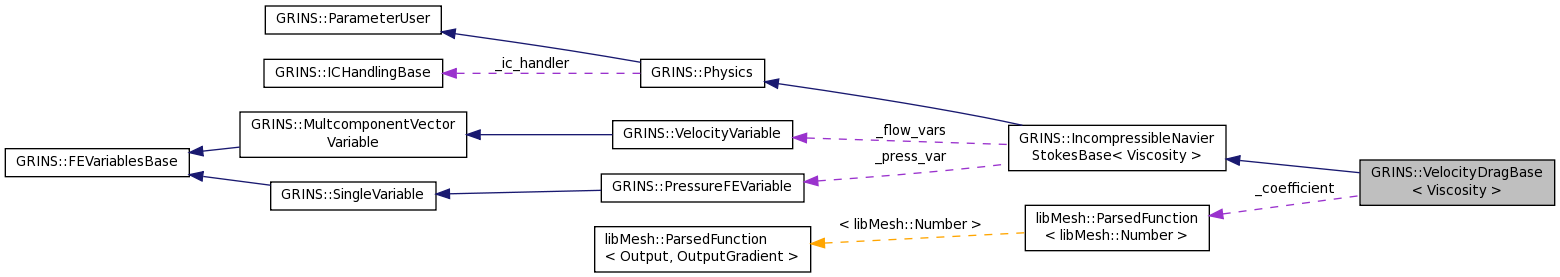 GRINS::ParameterUser
GRINS::ICHandlingBase
_ic_handler
GRINS::Physics
GRINS::MultcomponentVector
Variable
GRINS::VelocityVariable
_flow_vars
GRINS::IncompressibleNavier
StokesBase< Viscosity >
GRINS::FEVariablesBase
_press_var
GRINS::SingleVariable
GRINS::PressureFEVariable
GRINS::VelocityDragBase
< Viscosity >
_coefficient
libMesh::ParsedFunction
< libMesh::Number >
< libMesh::Number >
libMesh::ParsedFunction
< Output, OutputGradient >